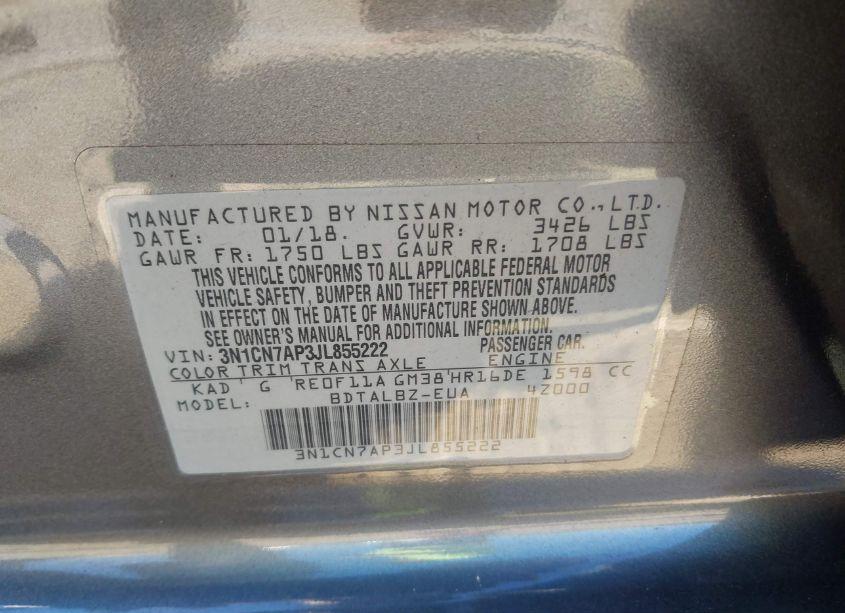 MANUFACTURED BY NISSAN MOTOR CO., LTD.
DATE: 01/18. GVWR: 3426 LBS
GAWR FR: 1750 LBS GAWR RR: 1708 LBS
THIS VEHICLE CONFORMS TO ALL APPLICABLE FEDERAL MOTOR
VEHICLE SAFETY, BUMPER AND THEFT PREVENTION STANDARDS
IN EFFECT ON THE DATE OF MANUFACTURE SHOWN ABOVE.
SEE OWNER'S MANUAL FOR ADDITIONAL INFORMATION.
VIN: 3N1CN7AP3JL855222 PASSENGER CAR.
COLOR TRIM TRANS AXLE ENGINE
KAD G RE0F11A GM38 HR16DE 1598 CC
MODEL: BDTALBZ-EUA 4Z000
3N1CN7AP3JL855222